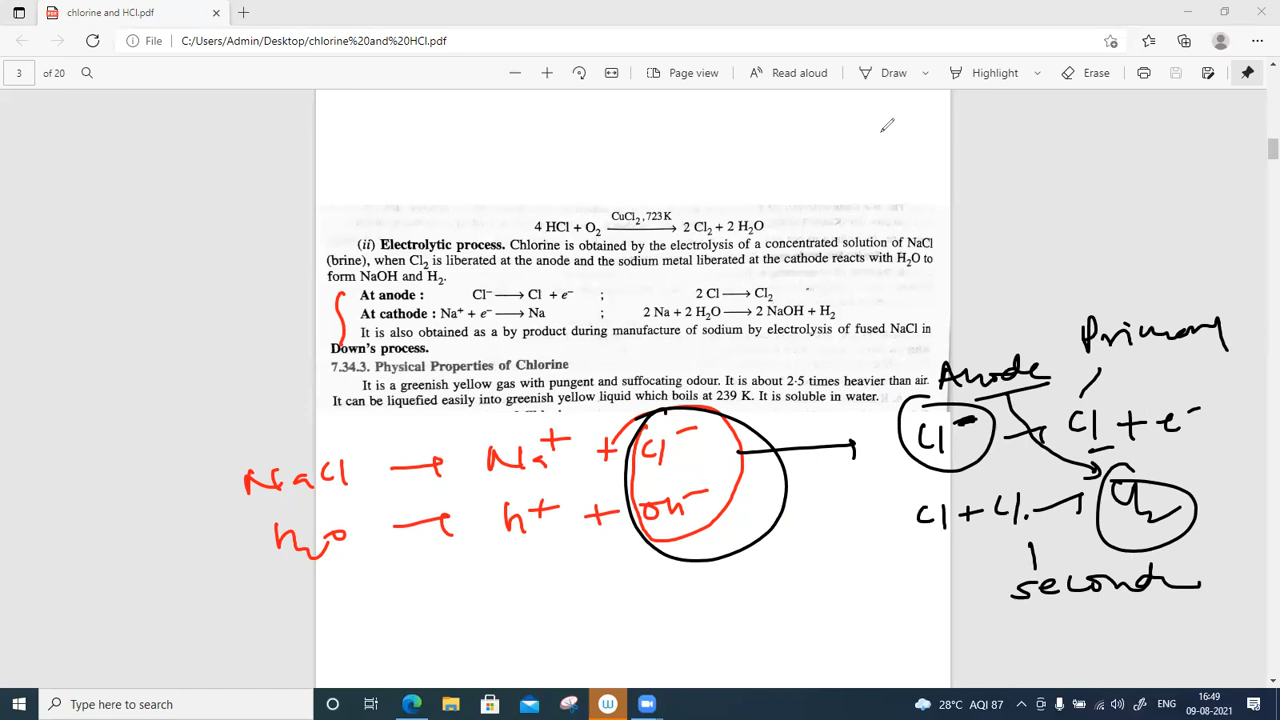 chlorine and HCl.pdf
File C:/Users/Admin/Desktop/chlorine%20and%20HCl.pdf
3 of 20 Page view Read aloud Draw Highlight Erase
4 HCl + O₂ —CuCl₂, 723 K→ 2 Cl₂ + 2 H₂O
(ii) Electrolytic process. Chlorine is obtained by the electrolysis of a concentrated solution of NaCl
(brine), when Cl₂ is liberated at the anode and the sodium metal liberated at the cathode reacts with H₂O to
form NaOH and H₂.
At anode : Cl⁻ → Cl + e⁻ ; 2 Cl → Cl₂
At cathode : Na⁺ + e⁻ → Na ; 2 Na + 2 H₂O → 2 NaOH + H₂
It is also obtained as a by product during manufacture of sodium by electrolysis of fused NaCl in
Down's process.
7.34.3. Physical Properties of Chlorine
It is a greenish yellow gas with pungent and suffocating odour. It is about 2·5 times heavier than air.
It can be liquefied easily into greenish yellow liquid which boils at 239 K. It is soluble in water.
Primary
Anode
Cl⁻ → Cl + e⁻
NaCl → Na⁺ + Cl⁻
H₂O → h⁺ + OH⁻
Cl + Cl → Cl₂
Type here to search
28°C AQI 87
16:49
09-08-2021